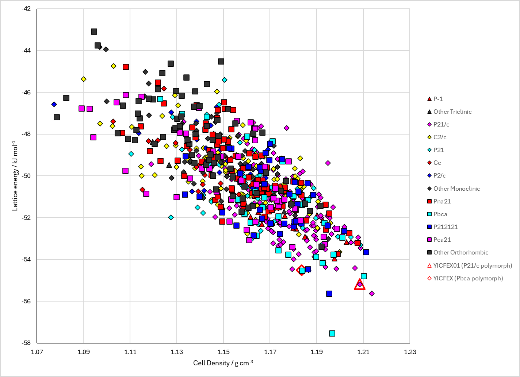 42
44
46
-48
-50
-52
-54
-56
-58
1.07
1.09
1.11
1.13
1.15
1.17
1.19
1.21
1.23
Lattice energy / kJ mol-1
Cell Density / g cm-3
P-1
Other Triclinic
P21/c
C2/c
P21
Cc
P2/c
Other Monoclinic
Pna21
Pbca
P212121
Pca21
Other Orthorhombic
YICFEX01 (P21/c polymorph)
YICFEX (Pbca polymorph)